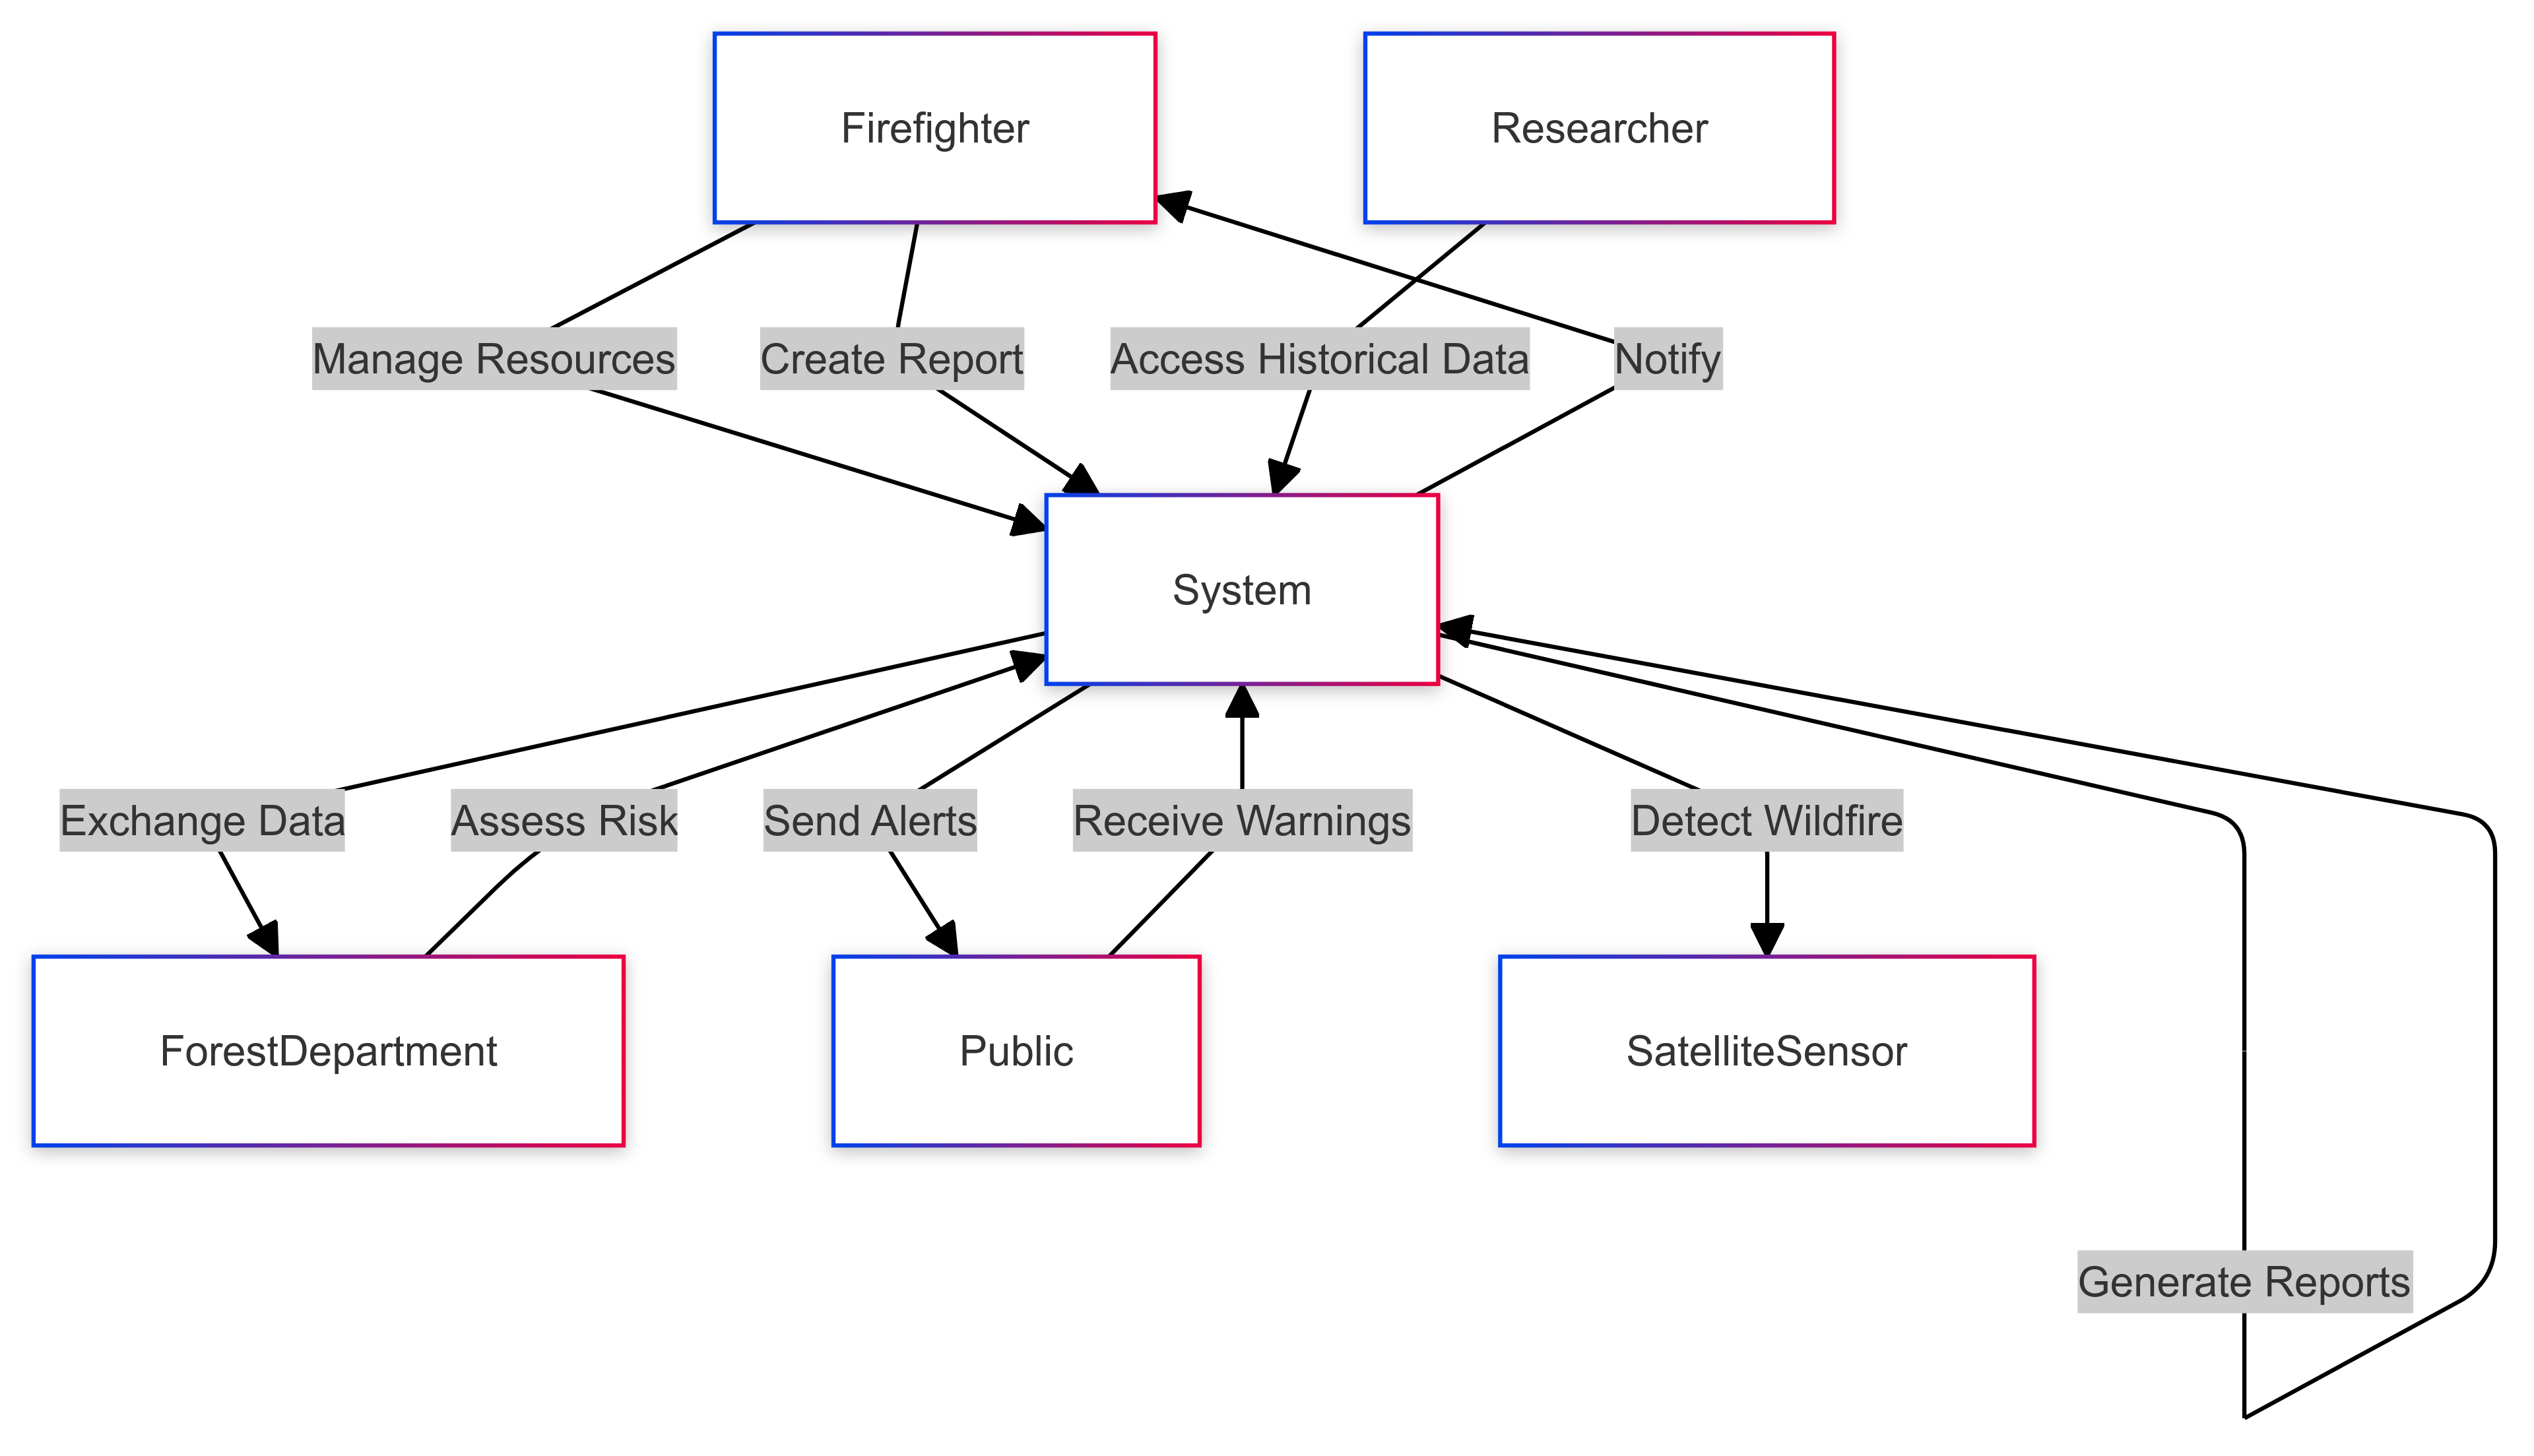 Firefighter
Researcher
Manage Resources
Create Report
Access Historical Data
Notify
System
Exchange Data
Assess Risk
Send Alerts
Receive Warnings
Detect Wildfire
ForestDepartment
Public
SatelliteSensor
Generate Reports